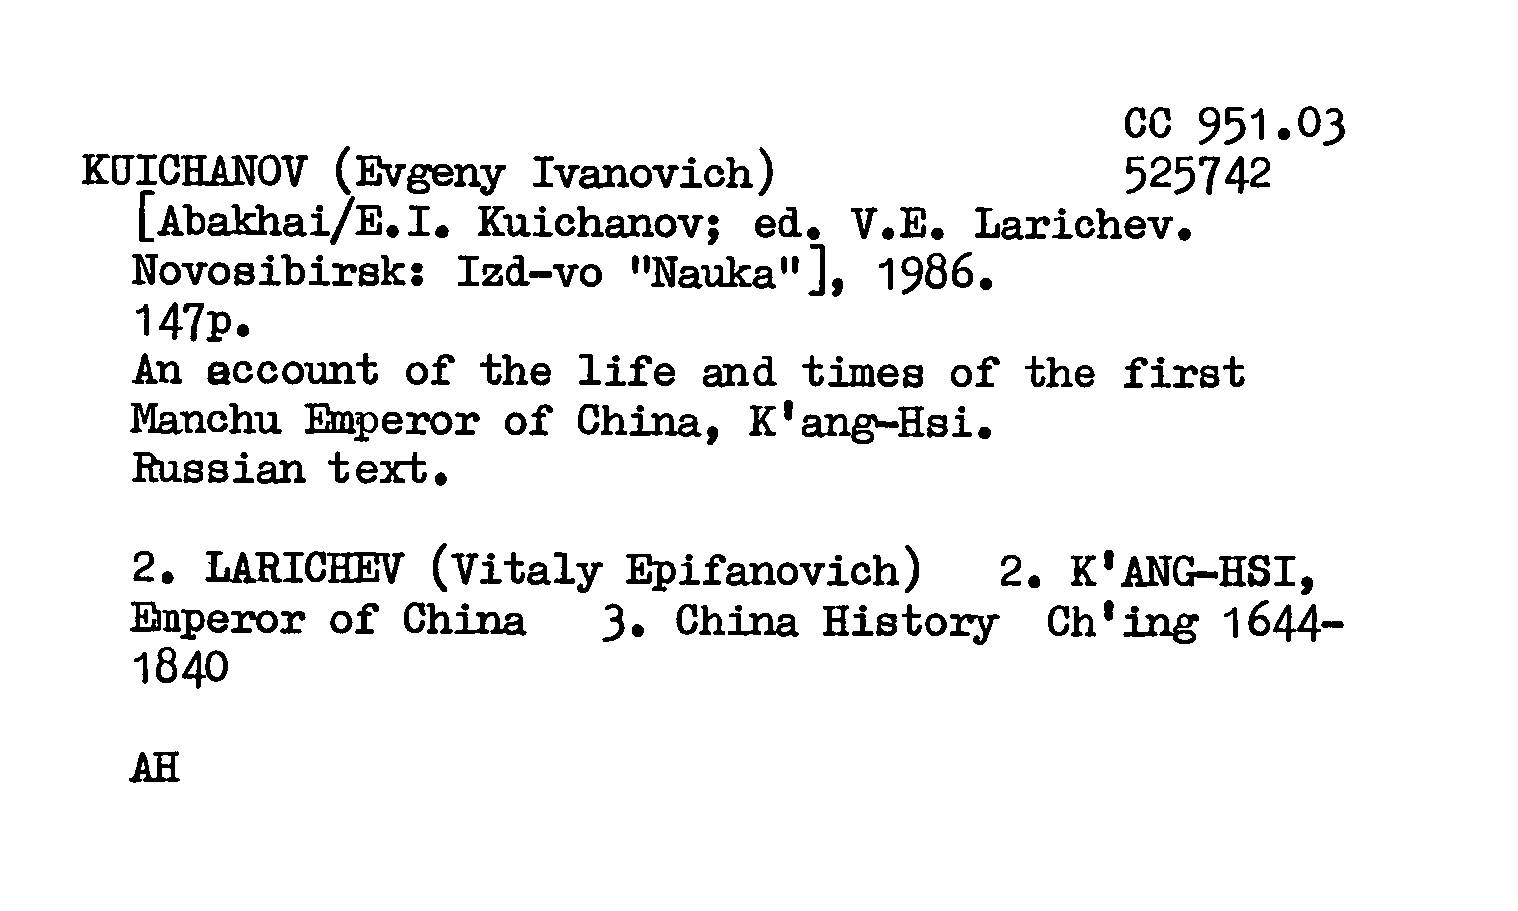 CC 951.03
KUICHANOV (Evgeny Ivanovich) 525742
[Abakhai/E.I. Kuichanov; ed. V.E. Larichev.
Novosibirsk: Izd-vo "Nauka"], 1986.
147p.
An account of the life and times of the first
Manchu Emperor of China, K'ang-Hsi.
Russian text.
2. LARICHEV (Vitaly Epifanovich) 2. K'ANG-HSI,
Emperor of China 3. China History Ch'ing 1644-
1840
AH